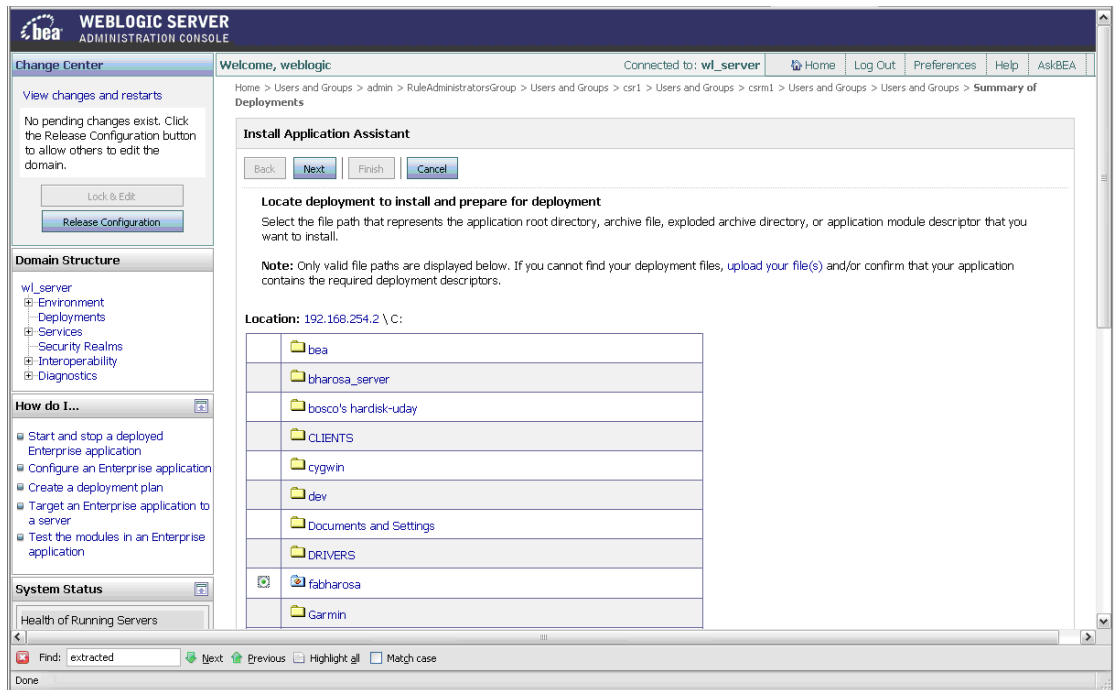 bea
WEBLOGIC SERVER
ADMINISTRATION CONSOLE
Change Center
View changes and restarts
No pending changes exist. Click
the Release Configuration button
to allow others to edit the
domain.
Lock & Edit
Release Configuration
Domain Structure
wl_server
Environment
Deployments
Services
Security Realms
Interoperability
Diagnostics
How do I...
Start and stop a deployed
Enterprise application
Configure an Enterprise application
Create a deployment plan
Target an Enterprise application to
a server
Test the modules in an Enterprise
application
System Status
Health of Running Servers
Welcome, weblogic
Connected to: wl_server
Home
Log Out
Preferences
Help
AskBEA
Home > Users and Groups > admin > RuleAdministratorsGroup > Users and Groups > csr1 > Users and Groups > csrm1 > Users and Groups > Users and Groups > Summary of
Deployments
Install Application Assistant
Back Next Finish Cancel
Locate deployment to install and prepare for deployment
Select the file path that represents the application root directory, archive file, exploded archive directory, or application module descriptor that you
want to install.
Note: Only valid file paths are displayed below. If you cannot find your deployment files, upload your file(s) and/or confirm that your application
contains the required deployment descriptors.
Location: 192.168.254.2 \ C:
bea
bharosa_server
bosco's hardisk-uday
CLIENTS
cygwin
dev
Documents and Settings
DRIVERS
fabharosa
Garmin
Find: extracted Next Previous Highlight all Match case
Done